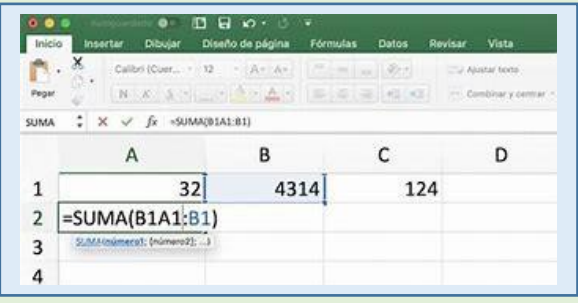 Inicio Insertar Dibujar Diseño de página Fórmulas Datos Revisar Vista
Pegar Calibri (Cuer... 12 A A Ajustar texto
N K S A Combinar y centrar
SUMA fx =SUMA(B1A1:B1)
A B C D
1 32 4314 124
2 =SUMA(B1A1:B1)
SUMA(número1; [número2]; ...)
3
4